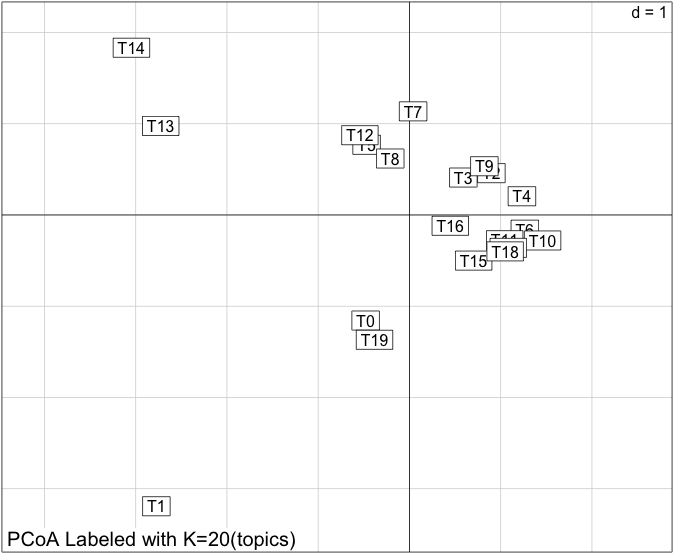 d = 1
T14
T7
T13
T12
T8
T9
T3
T4
T16
T10
T18
T15
T0
T19
T1
PCoA Labeled with K=20(topics)